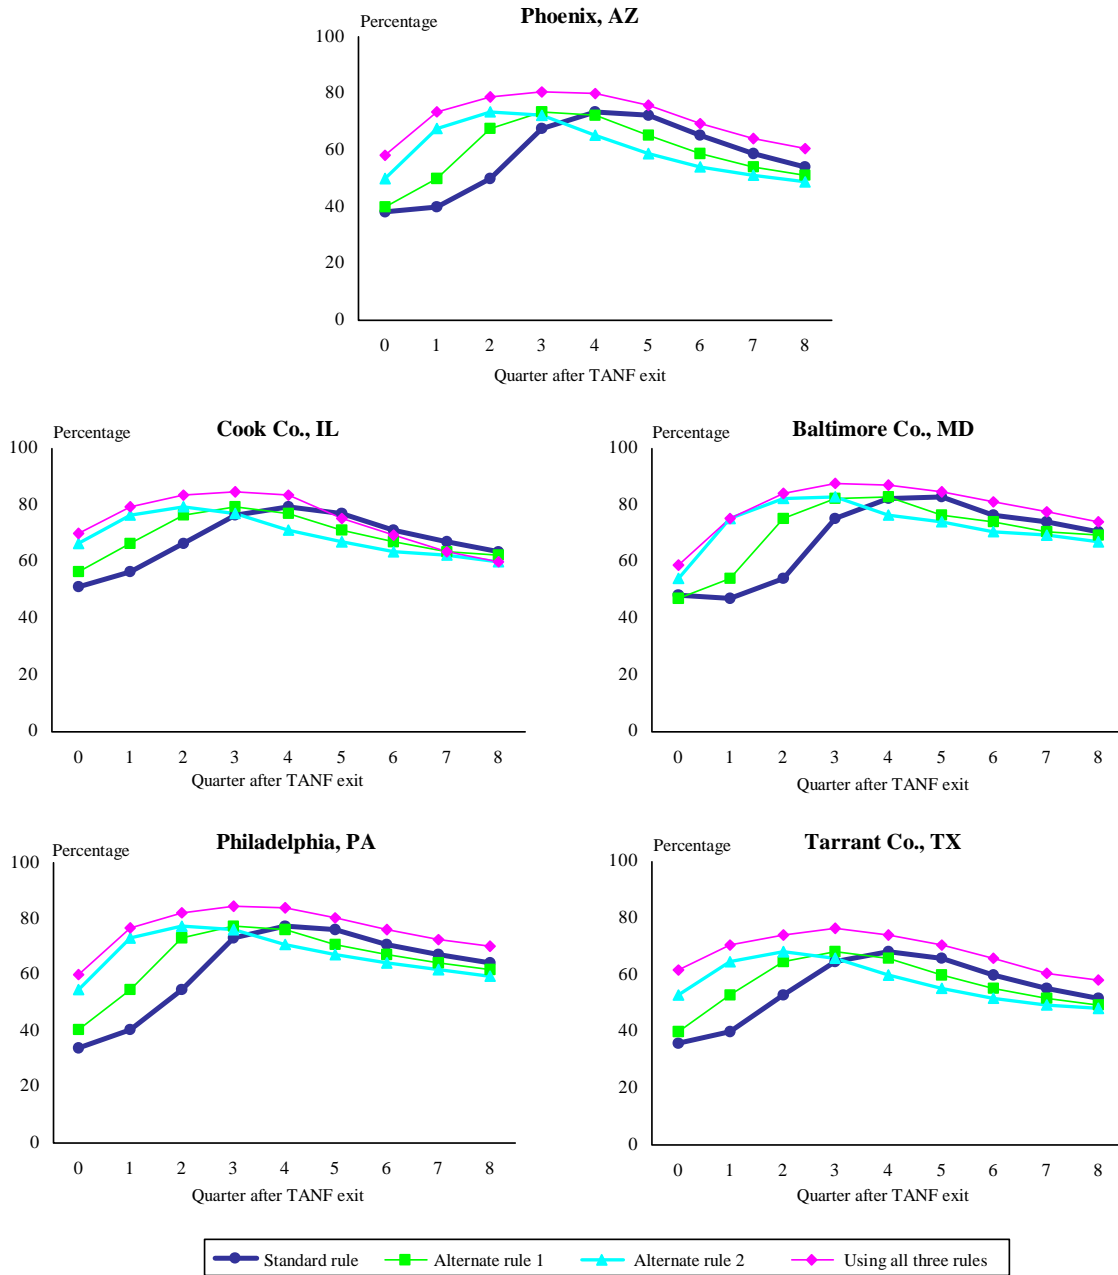 Phoenix, AZ
Percentage
100
80
60
40
20
0
0 1 2 3 4 5 6 7 8
Quarter after TANF exit
Cook Co., IL
Percentage
100
80
60
40
20
0
0 1 2 3 4 5 6 7 8
Quarter after TANF exit
Baltimore Co., MD
Percentage
100
80
60
40
20
0
0 1 2 3 4 5 6 7 8
Quarter after TANF exit
Philadelphia, PA
Percentage
100
80
60
40
20
0
0 1 2 3 4 5 6 7 8
Quarter after TANF exit
Tarrant Co., TX
Percentage
100
80
60
40
20
0
0 1 2 3 4 5 6 7 8
Quarter after TANF exit
Standard rule Alternate rule 1 Alternate rule 2 Using all three rules